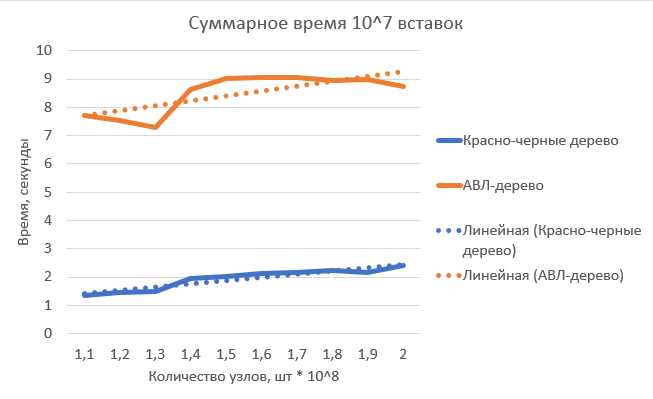 Суммарное время 10^7 вставок
10
9
8
7
6
5
4
3
2
1
0
Время, секунды
1,1 1,2 1,3 1,4 1,5 1,6 1,7 1,8 1,9 2
Количество узлов, шт * 10^8
Красно-черные дерево
АВЛ-дерево
Линейная (Красно-черные
дерево)
Линейная (АВЛ-дерево)